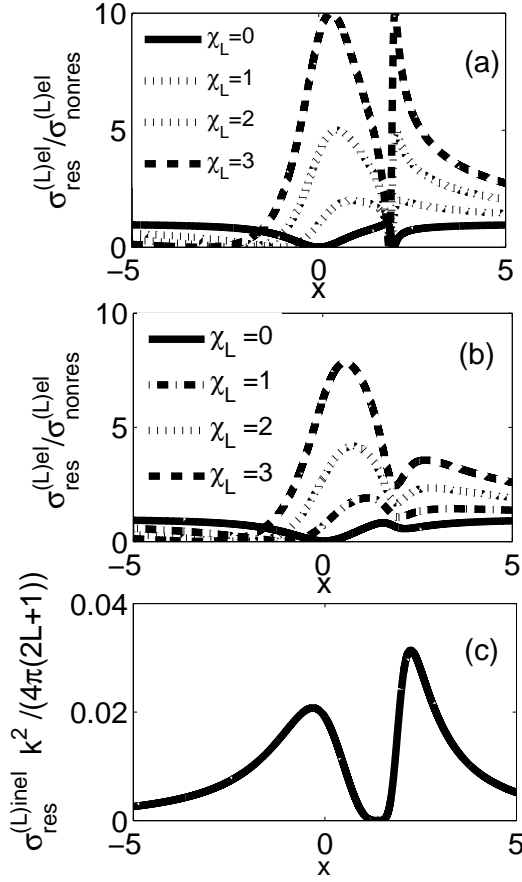 10
5
0
σ_res^(L)el/σ_nonres^(L)el
χ_L=0
χ_L=1
χ_L=2
χ_L=3
(a)
−5 0 5
x
10
5
0
σ_res^(L)el/σ_nonres^(L)el
χ_L=0
χ_L=1
χ_L=2
χ_L=3
(b)
−5 0 5
x
0.04
0.02
0
σ_res^(L)inel k^2 /(4π(2L+1))
(c)
−5 0 5
x